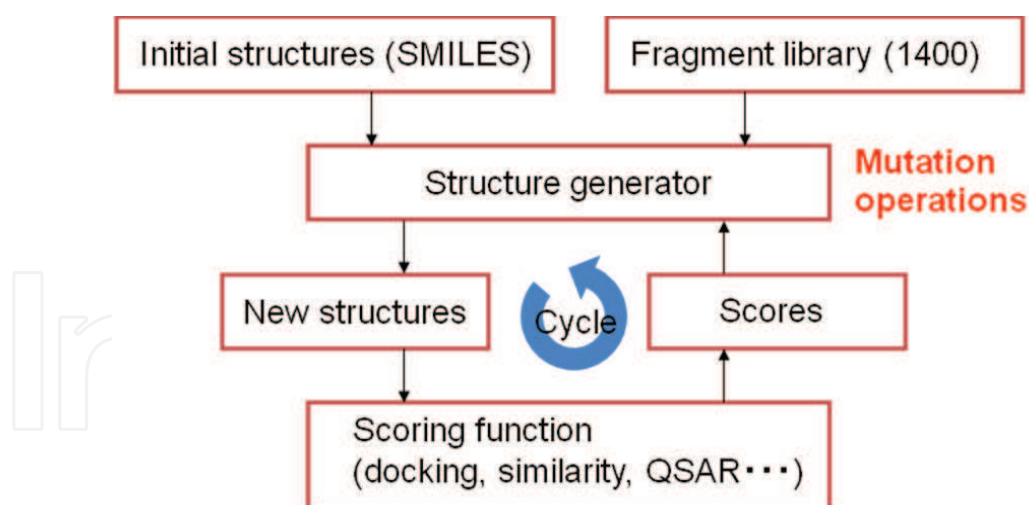 Initial structures (SMILES)
Fragment library (1400)
Structure generator
Mutation
operations
New structures
Cycle
Scores
Scoring function
(docking, similarity, QSAR･･･)